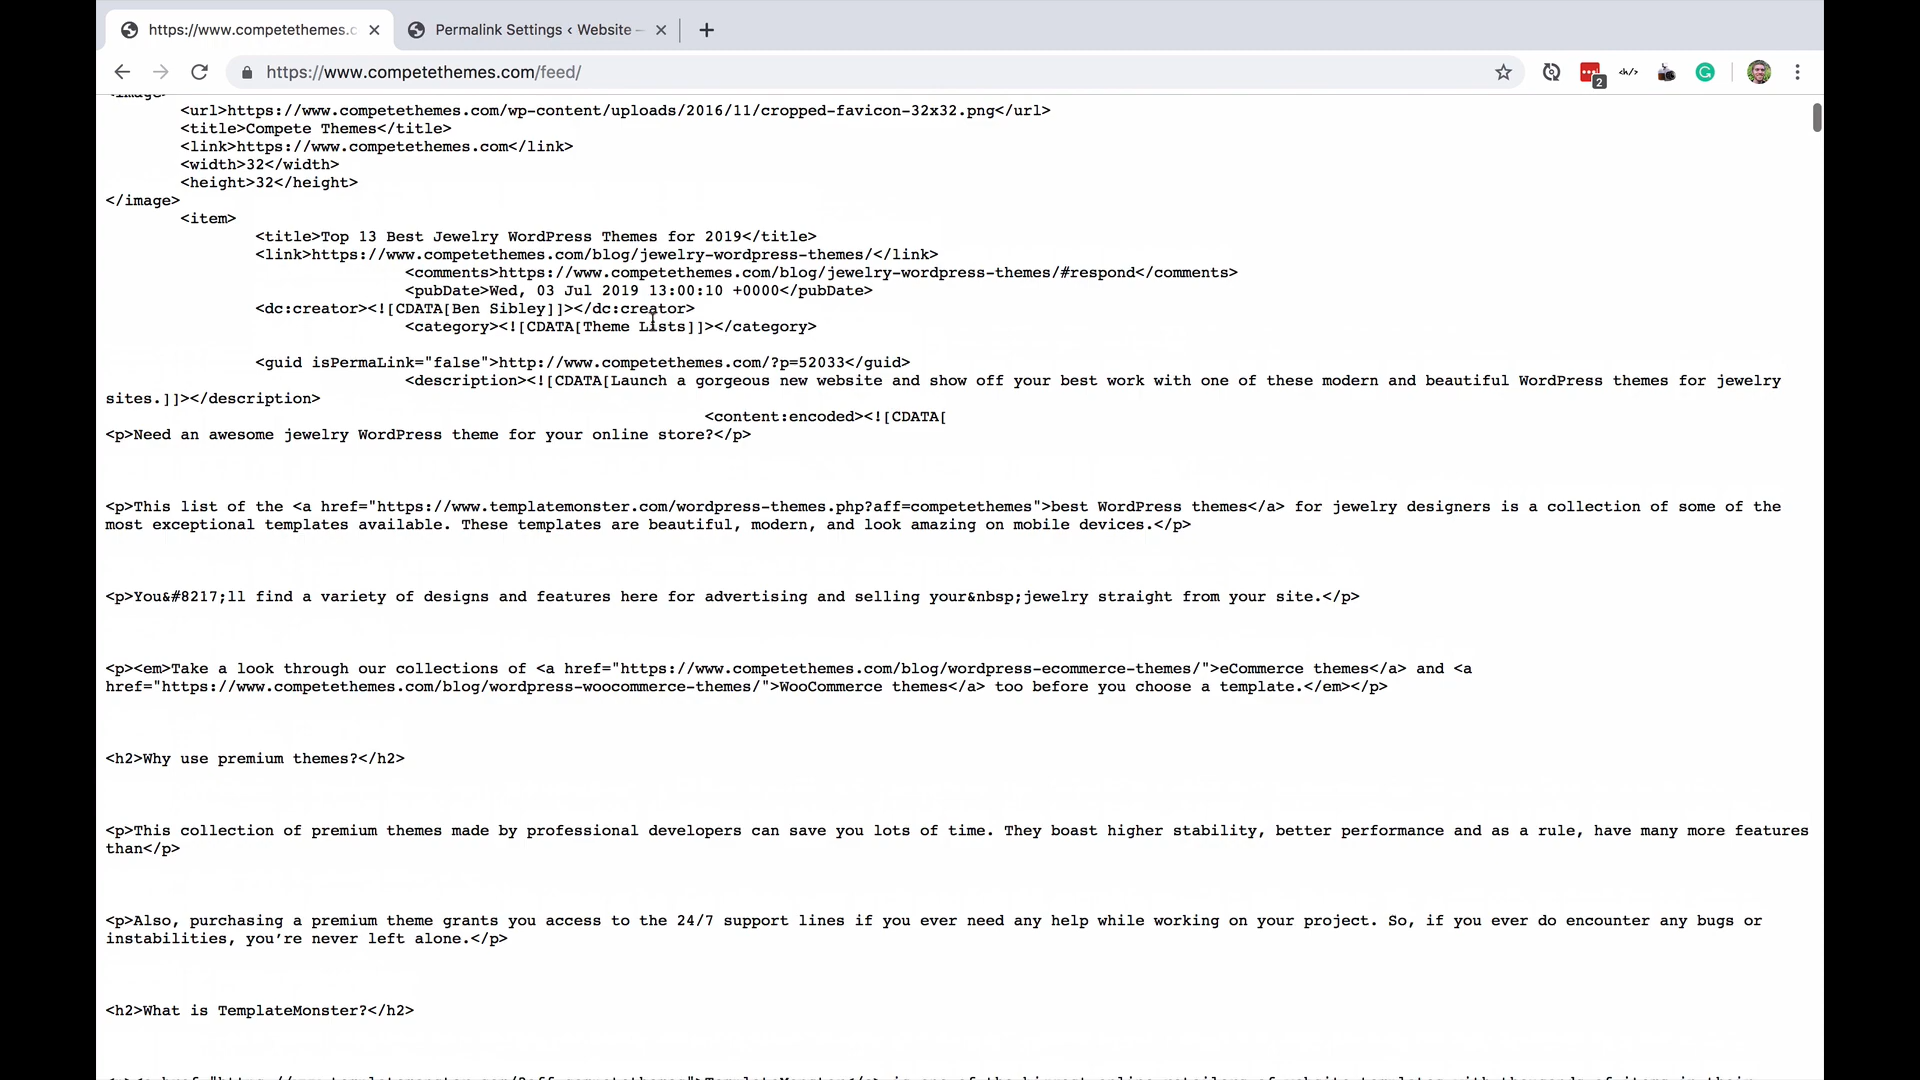 https://www.competethemes.c
Permalink Settings ‹ Website –
https://www.competethemes.com/feed/
2
<image>
<url>https://www.competethemes.com/wp-content/uploads/2016/11/cropped-favicon-32x32.png</url>
<title>Compete Themes</title>
<link>https://www.competethemes.com</link>
<width>32</width>
<height>32</height>
</image>
<item>
<title>Top 13 Best Jewelry WordPress Themes for 2019</title>
<link>https://www.competethemes.com/blog/jewelry-wordpress-themes/</link>
<comments>https://www.competethemes.com/blog/jewelry-wordpress-themes/#respond</comments>
<pubDate>Wed, 03 Jul 2019 13:00:10 +0000</pubDate>
<dc:creator><![CDATA[Ben Sibley]]></dc:creator>
<category><![CDATA[Theme Lists]]></category>
<guid isPermaLink="false">http://www.competethemes.com/?p=52033</guid>
<description><![CDATA[Launch a gorgeous new website and show off your best work with one of these modern and beautiful WordPress themes for jewelry
sites.]]></description>
<content:encoded><![CDATA[
<p>Need an awesome jewelry WordPress theme for your online store?</p>
<p>This list of the <a href="https://www.templatemonster.com/wordpress-themes.php?aff=competethemes">best WordPress themes</a> for jewelry designers is a collection of some of the
most exceptional templates available. These templates are beautiful, modern, and look amazing on mobile devices.</p>
<p>You&#8217;ll find a variety of designs and features here for advertising and selling your&nbsp;jewelry straight from your site.</p>
<p><em>Take a look through our collections of <a href="https://www.competethemes.com/blog/wordpress-ecommerce-themes/">eCommerce themes</a> and <a
href="https://www.competethemes.com/blog/wordpress-woocommerce-themes/">WooCommerce themes</a> too before you choose a template.</em></p>
<h2>Why use premium themes?</h2>
<p>This collection of premium themes made by professional developers can save you lots of time. They boast higher stability, better performance and as a rule, have many more features
than</p>
<p>Also, purchasing a premium theme grants you access to the 24/7 support lines if you ever need any help while working on your project. So, if you ever do encounter any bugs or
instabilities, you’re never left alone.</p>
<h2>What is TemplateMonster?</h2>